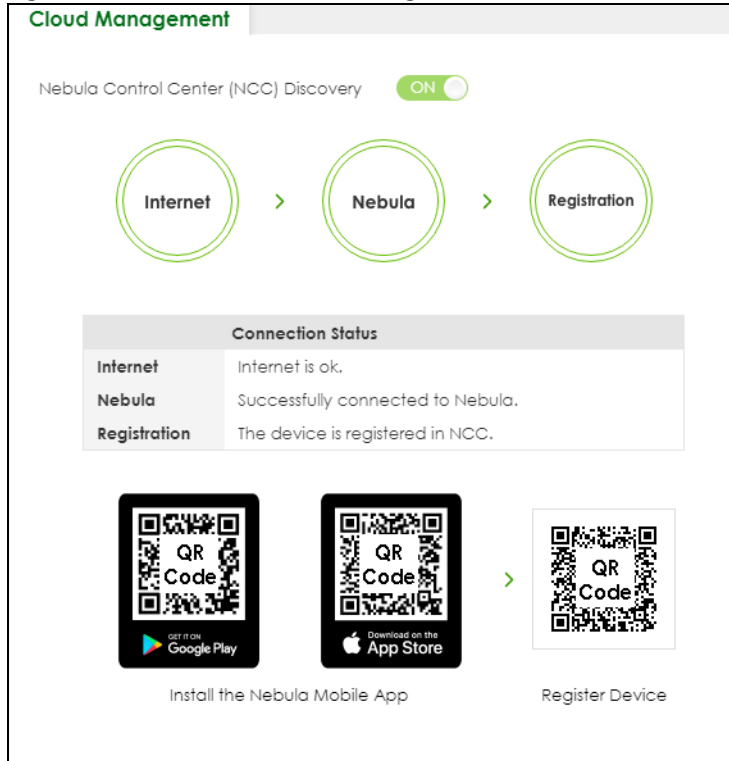 Cloud Management
Nebula Control Center (NCC) Discovery ON
Internet > Nebula > Registration
Connection Status
Internet Internet is ok.
Nebula Successfully connected to Nebula.
Registration The device is registered in NCC.
QR Code QR Code > QR Code
GET IT ON Google Play Download on the App Store
Install the Nebula Mobile App Register Device